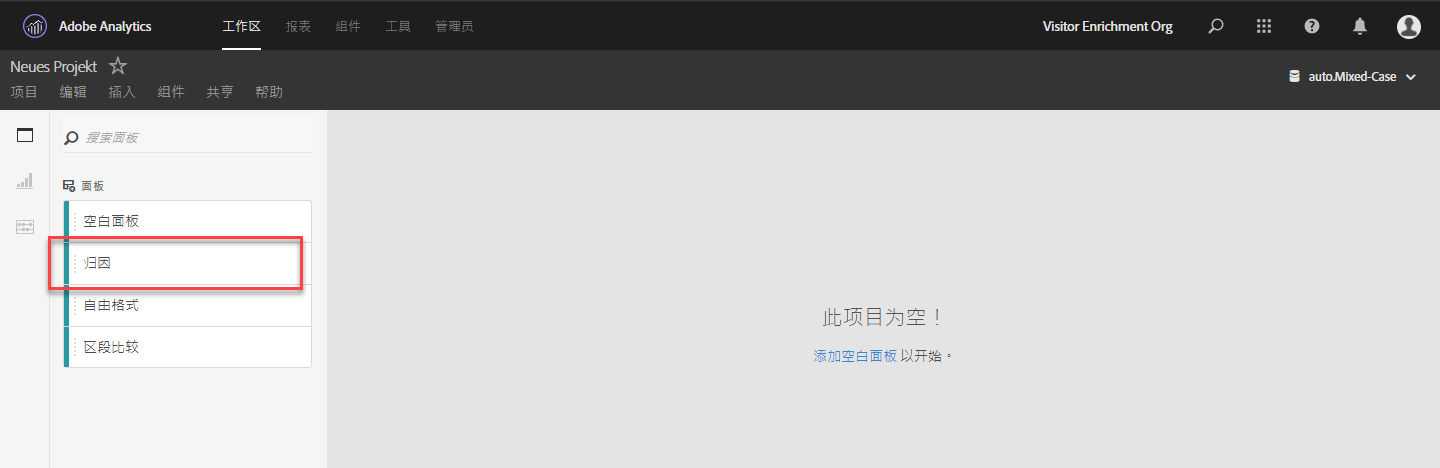 Adobe Analytics 工作区 报表 组件 工具 管理员 Visitor Enrichment Org
Neues Projekt
auto.Mixed-Case
项目 编辑 插入 组件 共享 帮助
搜索面板
面板
空白面板
归因
自由格式
区段比较
此项目为空！
添加空白面板 以开始。